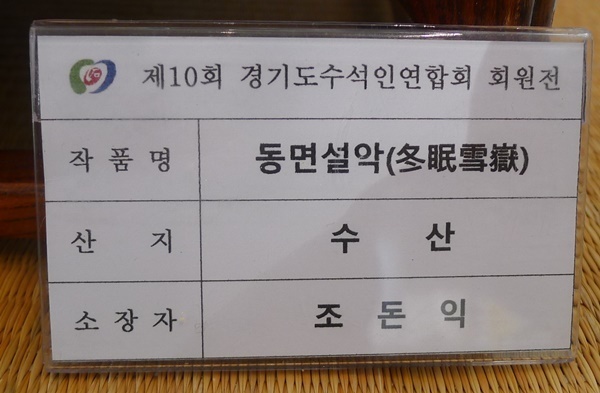 제10회 경기도수석인연합회 회원전
작 품 명 동면설악(冬眠雪嶽)
산 지 수 산
소 장 자 조 돈 익